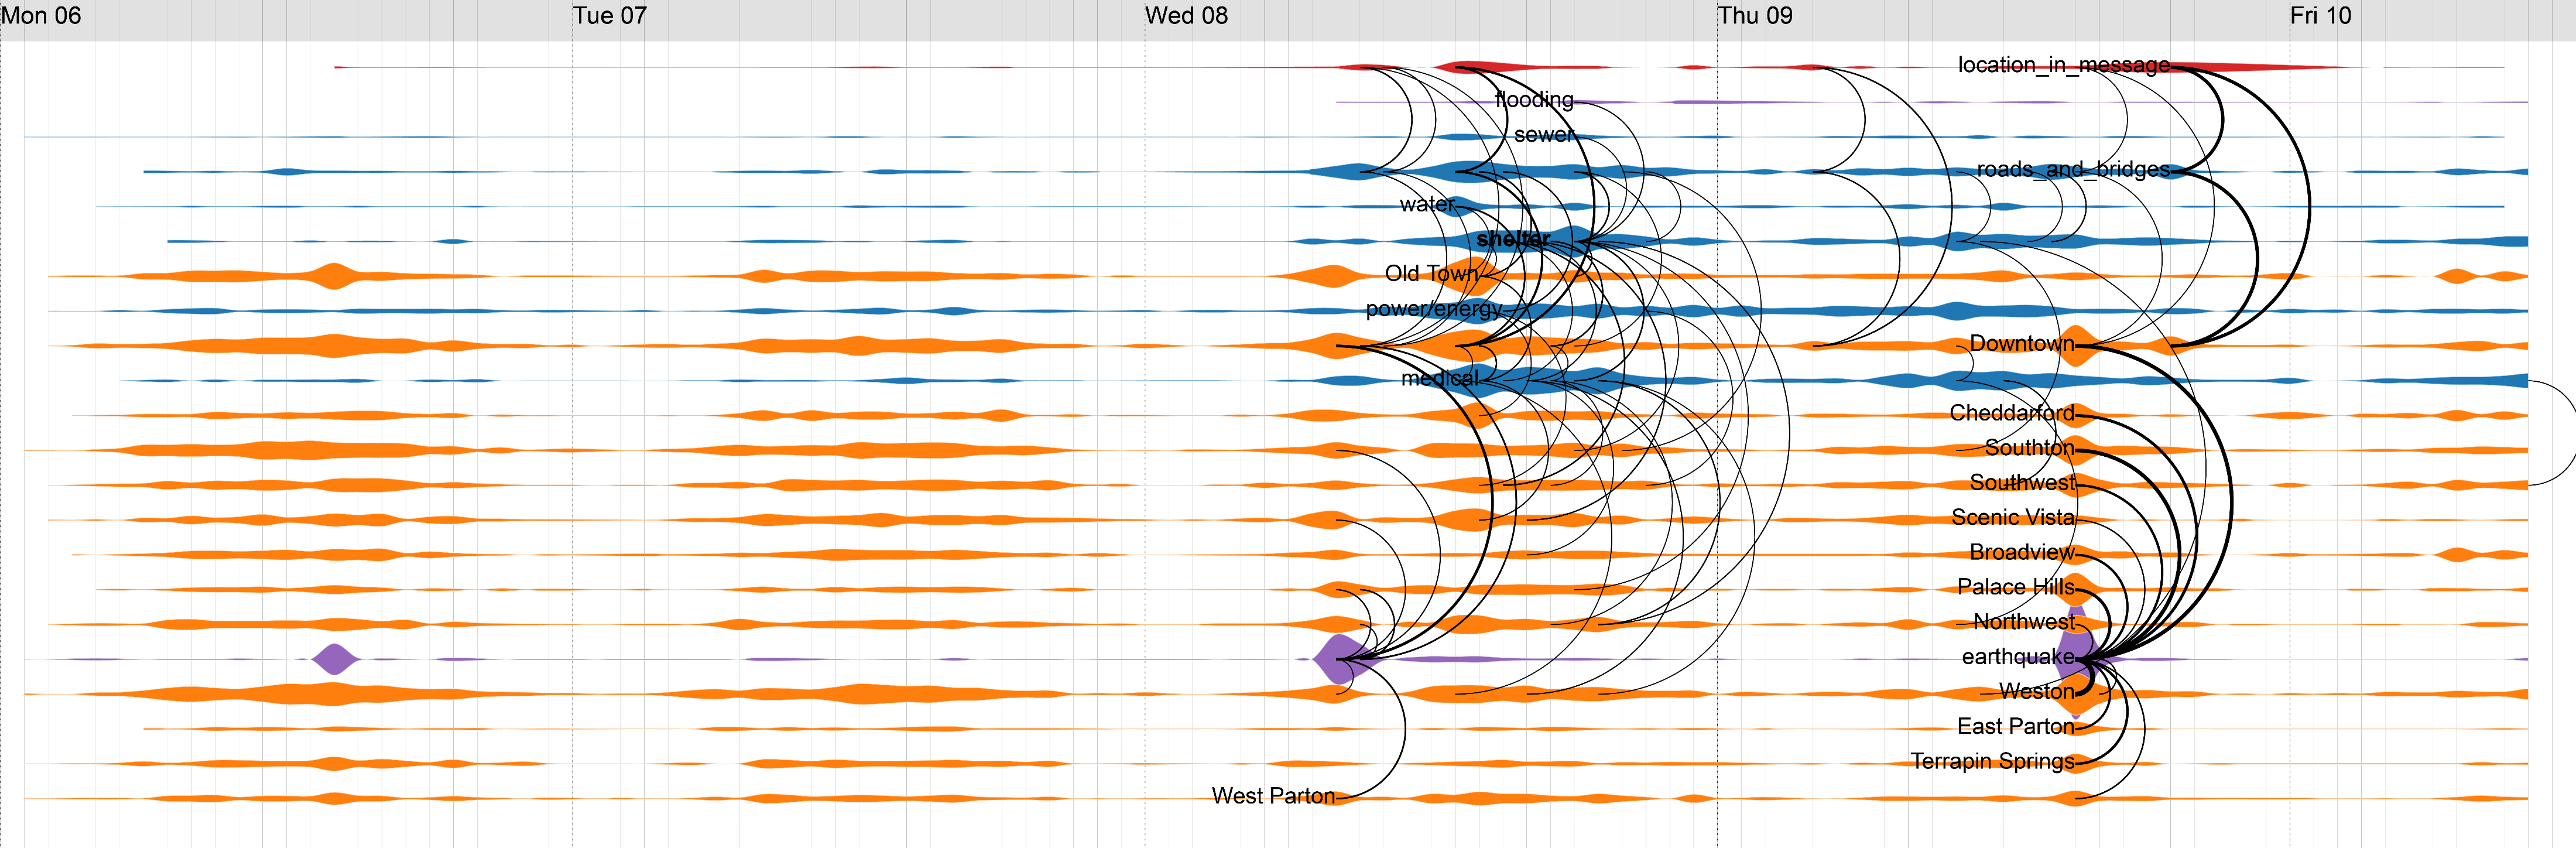 Mon 06
Tue 07
Wed 08
Thu 09
Fri 10
location_in_message
flooding
sewer
roads_and_bridges
water
shelter
Old Town
power/energy
Downtown
medical
Cheddarford
Southton
Southwest
Scenic Vista
Broadview
Palace Hills
Northwest
earthquake
Weston
East Parton
Terrapin Springs
West Parton